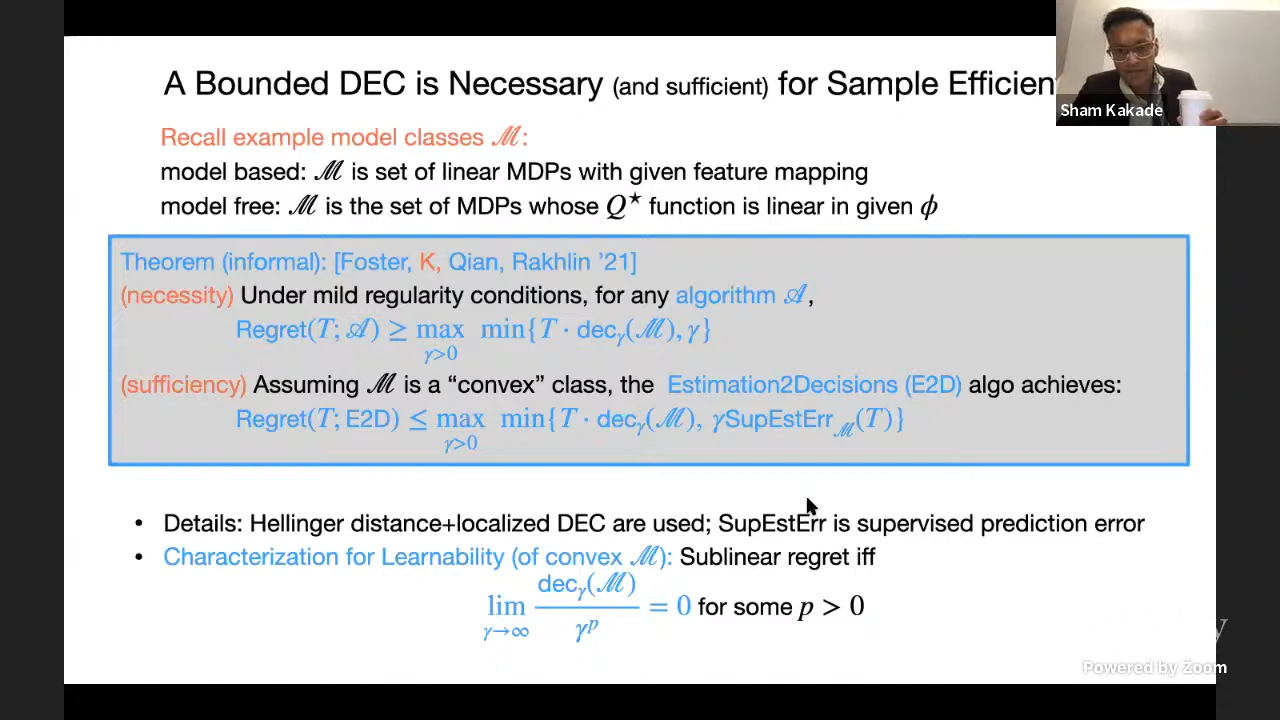 A Bounded DEC is Necessary (and sufficient) for Sample Efficien
Sham Kakade
Recall example model classes ℳ:
model based: ℳ is set of linear MDPs with given feature mapping
model free: ℳ is the set of MDPs whose Q⋆ function is linear in given ϕ
Theorem (informal): [Foster, K, Qian, Rakhlin '21]
(necessity) Under mild regularity conditions, for any algorithm 𝒜,
Regret(T; 𝒜) ≥ max_{γ>0} min{T · dec_γ(ℳ), γ}
(sufficiency) Assuming ℳ is a “convex” class, the Estimation2Decisions (E2D) algo achieves:
Regret(T; E2D) ≤ max_{γ>0} min{T · dec_γ(ℳ), γSupEstErr_ℳ(T)}
• Details: Hellinger distance+localized DEC are used; SupEstErr is supervised prediction error
• Characterization for Learnability (of convex ℳ): Sublinear regret iff
lim_{γ→∞} dec_γ(ℳ) / γ^p = 0 for some p > 0
Powered by Zoom